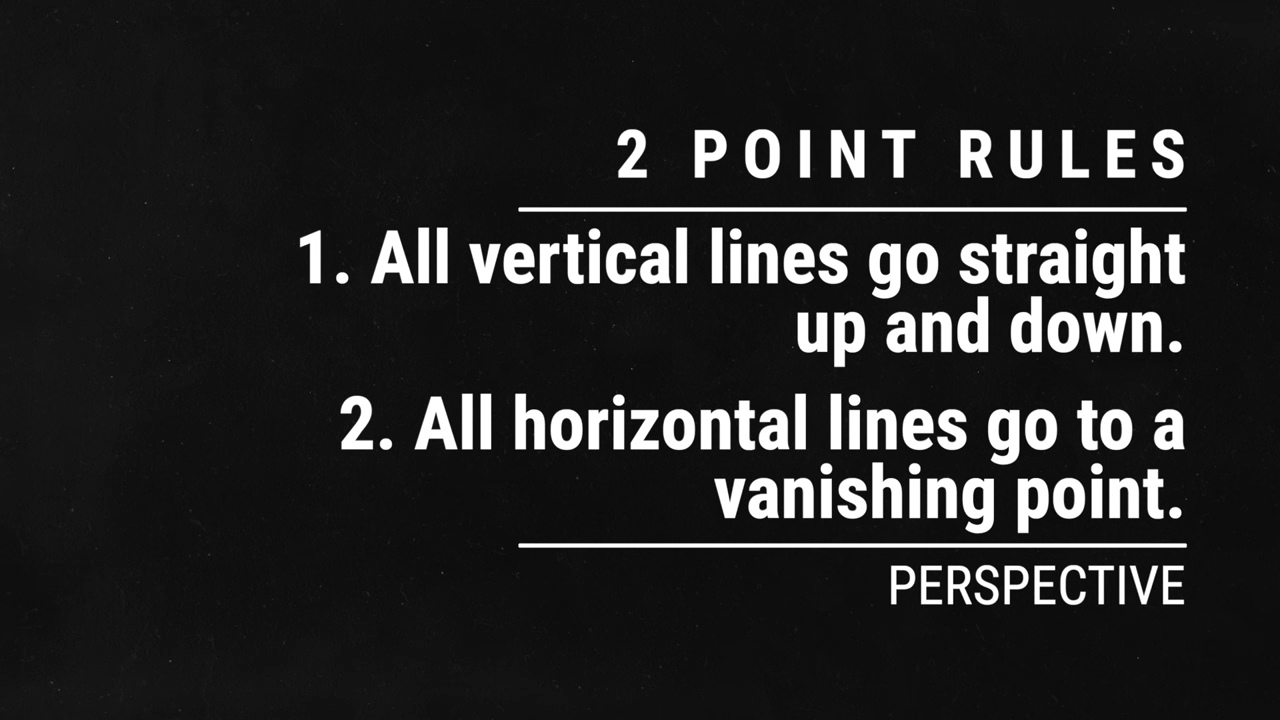 2 POINT RULES
1. All vertical lines go straight
up and down.
2. All horizontal lines go to a
vanishing point.
PERSPECTIVE